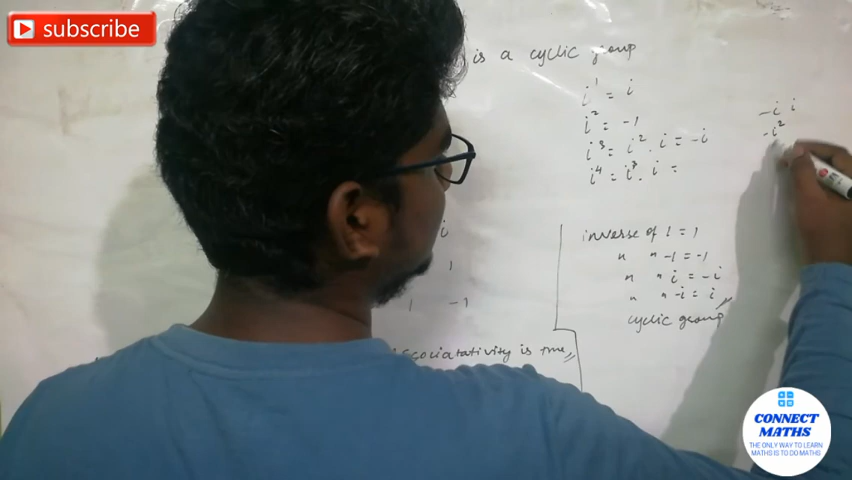 subscribe
is a cyclic group
i¹ = i
i² = -1
i³ = i². i = -i
i⁴ = i³. i =
-i i
-i²
i
1
1 -1
inverse of 1 = 1
" " -1 = -1
" " i = -i
" " -i = i
cyclic group
associatativity is true
CONNECT
MATHS
THE ONLY WAY TO LEARN
MATHS IS TO DO MATHS